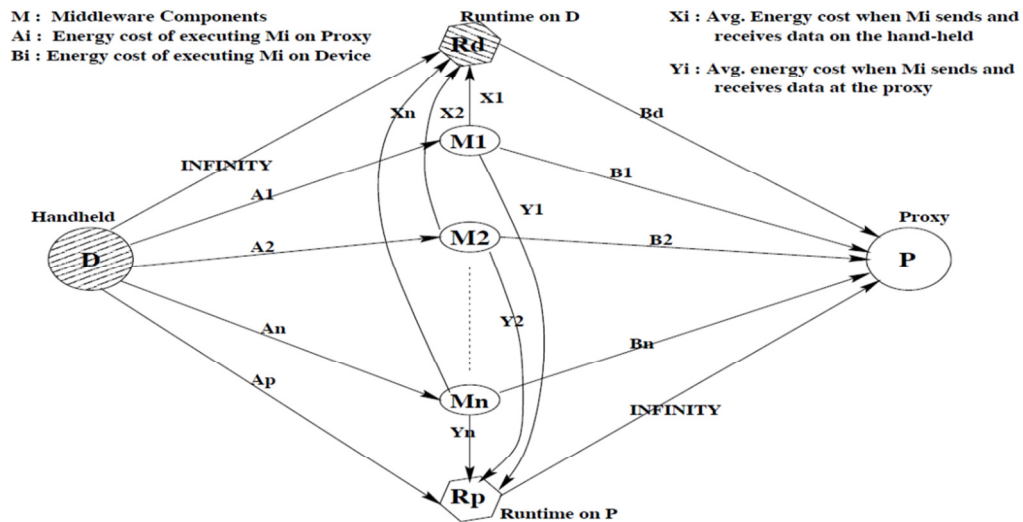 M : Middleware Components
Ai : Energy cost of executing Mi on Proxy
Bi : Energy cost of executing Mi on Device
Runtime on D
Rd
Xi : Avg. Energy cost when Mi sends and
receives data on the hand-held
Yi : Avg. energy cost when Mi sends and
receives data at the proxy
Xn
X2
X1
Bd
M1
INFINITY
A1
B1
Y1
Handheld
Proxy
D
A2
M2
B2
P
An
Y2
Bn
Ap
Mn
INFINITY
Yn
Rp
Runtime on P